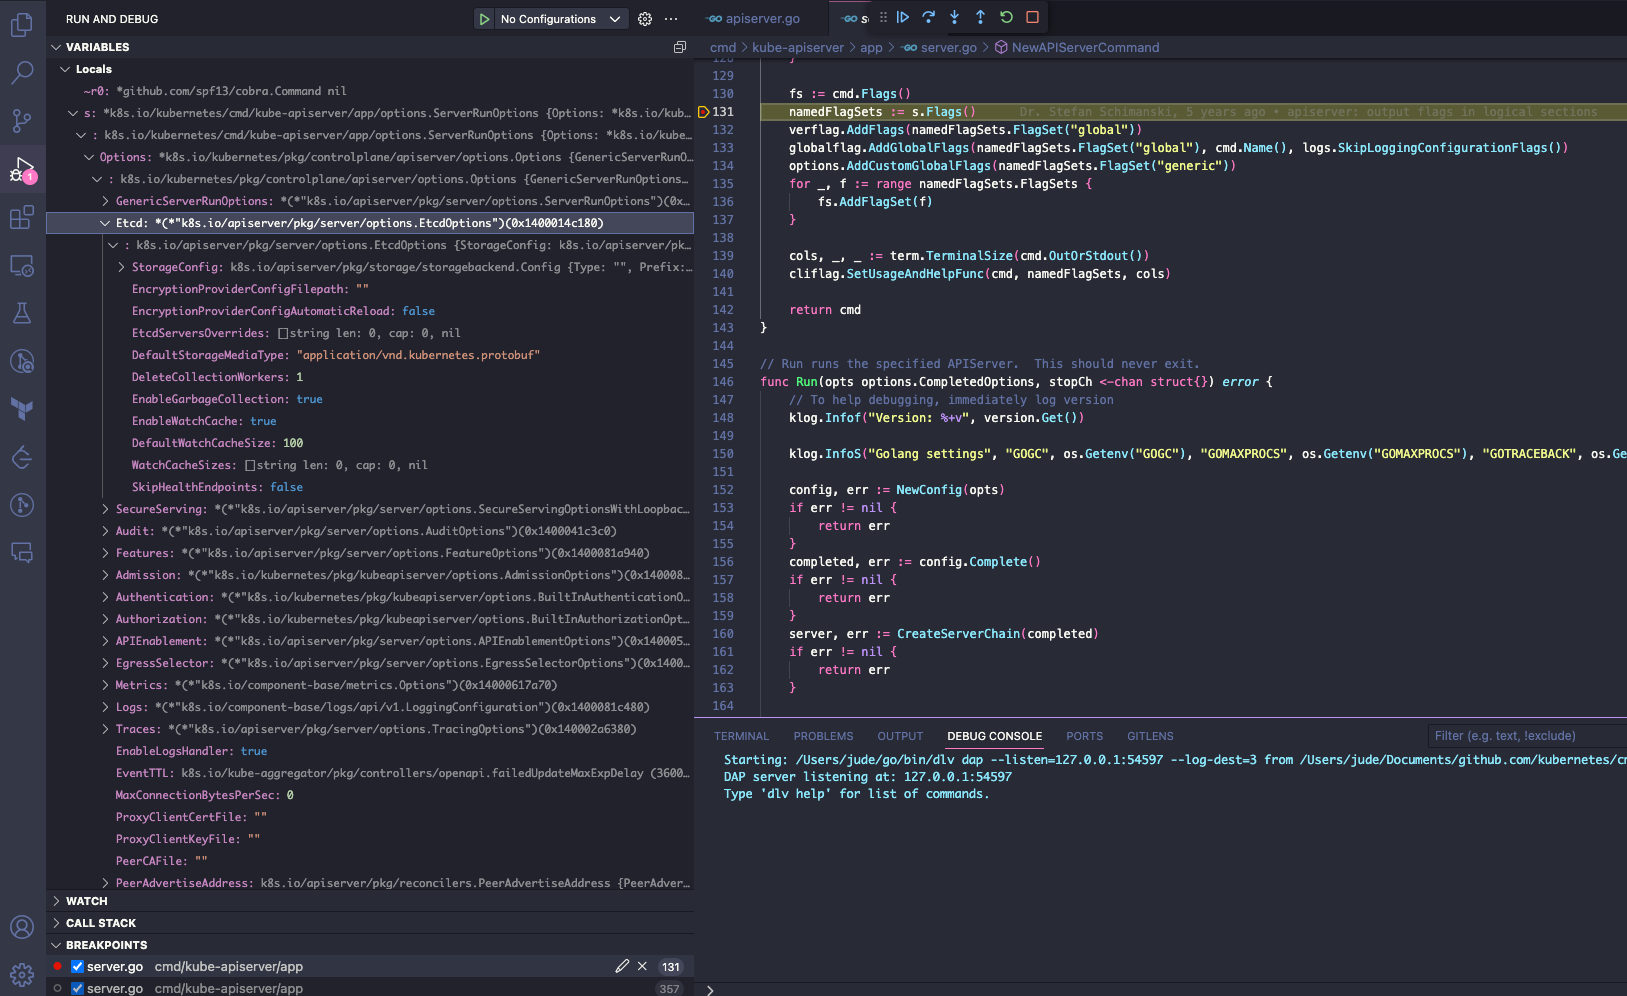 RUN AND DEBUG
No Configurations
VARIABLES
Locals
~r0: *github.com/spf13/cobra.Command nil
s: *k8s.io/kubernetes/cmd/kube-apiserver/app/options.ServerRunOptions {Options: *k8s.io/kub…
: *k8s.io/kubernetes/cmd/kube-apiserver/app/options.ServerRunOptions {Options: *k8s.io/ku…
Options: *k8s.io/kubernetes/pkg/controlplane/apiserver/options.Options {GenericServerRunO…
: k8s.io/kubernetes/pkg/controlplane/apiserver/options.Options {GenericServerRunOptions…
GenericServerRunOptions: *(*"k8s.io/apiserver/pkg/server/options.ServerRunOptions")(0x…
Etcd: *(*"k8s.io/apiserver/pkg/server/options.EtcdOptions")(0x1400014c180)
: k8s.io/apiserver/pkg/server/options.EtcdOptions {StorageConfig: k8s.io/apiserver/pk…
StorageConfig: k8s.io/apiserver/pkg/storage/storagebackend.Config {Type: "", Prefix:…
EncryptionProviderConfigFilepath: ""
EncryptionProviderConfigAutomaticReload: false
EtcdServersOverrides: []string len: 0, cap: 0, nil
DefaultStorageMediaType: "application/vnd.kubernetes.protobuf"
DeleteCollectionWorkers: 1
EnableGarbageCollection: true
EnableWatchCache: true
DefaultWatchCacheSize: 100
WatchCacheSizes: []string len: 0, cap: 0, nil
SkipHealthEndpoints: false
SecureServing: *(*"k8s.io/apiserver/pkg/server/options.SecureServingOptionsWithLoopbac…
Audit: *(*"k8s.io/apiserver/pkg/server/options.AuditOptions")(0x1400041c3c0)
Features: *(*"k8s.io/apiserver/pkg/server/options.FeatureOptions")(0x1400081a940)
Admission: *(*"k8s.io/kubernetes/pkg/kubeapiserver/options.AdmissionOptions")(0x140008…
Authentication: *(*"k8s.io/kubernetes/pkg/kubeapiserver/options.BuiltInAuthenticationO…
Authorization: *(*"k8s.io/kubernetes/pkg/kubeapiserver/options.BuiltInAuthorizationOpt…
APIEnablement: *(*"k8s.io/apiserver/pkg/server/options.APIEnablementOptions")(0x140005…
EgressSelector: *(*"k8s.io/apiserver/pkg/server/options.EgressSelectorOptions")(0x1400…
Metrics: *(*"k8s.io/component-base/metrics.Options")(0x14000617a70)
Logs: *(*"k8s.io/component-base/logs/api/v1.LoggingConfiguration")(0x1400081c480)
Traces: *(*"k8s.io/apiserver/pkg/server/options.TracingOptions")(0x140002a6380)
EnableLogsHandler: true
EventTTL: k8s.io/kube-aggregator/pkg/controllers/openapi.failedUpdateMaxExpDelay (3600…
MaxConnectionBytesPerSec: 0
ProxyClientCertFile: ""
ProxyClientKeyFile: ""
PeerCAFile: ""
PeerAdvertiseAddress: k8s.io/apiserver/pkg/reconcilers.PeerAdvertiseAddress {PeerAdver…
WATCH
CALL STACK
BREAKPOINTS
server.go cmd/kube-apiserver/app 131
server.go cmd/kube-apiserver/app 357
1
apiserver.go
cmd > kube-apiserver > app > server.go > NewAPIServerCommand
128 }
129
130 fs := cmd.Flags()
131 namedFlagSets := s.Flags() Dr. Stefan Schimanski, 5 years ago • apiserver: output flags in logical sections
132 verflag.AddFlags(namedFlagSets.FlagSet("global"))
133 globalflag.AddGlobalFlags(namedFlagSets.FlagSet("global"), cmd.Name(), logs.SkipLoggingConfigurationFlags())
134 options.AddCustomGlobalFlags(namedFlagSets.FlagSet("generic"))
135 for _, f := range namedFlagSets.FlagSets {
136 fs.AddFlagSet(f)
137 }
138
139 cols, _, _ := term.TerminalSize(cmd.OutOrStdout())
140 cliflag.SetUsageAndHelpFunc(cmd, namedFlagSets, cols)
141
142 return cmd
143 }
144
145 // Run runs the specified APIServer.  This should never exit.
146 func Run(opts options.CompletedOptions, stopCh <-chan struct{}) error {
147 // To help debugging, immediately log version
148 klog.Infof("Version: %+v", version.Get())
149
150 klog.InfoS("Golang settings", "GOGC", os.Getenv("GOGC"), "GOMAXPROCS", os.Getenv("GOMAXPROCS"), "GOTRACEBACK", os.Ge
151
152 config, err := NewConfig(opts)
153 if err != nil {
154 return err
155 }
156 completed, err := config.Complete()
157 if err != nil {
158 return err
159 }
160 server, err := CreateServerChain(completed)
161 if err != nil {
162 return err
163 }
164
TERMINAL PROBLEMS OUTPUT DEBUG CONSOLE PORTS GITLENS Filter (e.g. text, !exclude)
Starting: /Users/jude/go/bin/dlv dap --listen=127.0.0.1:54597 --log-dest=3 from /Users/jude/Documents/github.com/kubernetes/cm
DAP server listening at: 127.0.0.1:54597
Type 'dlv help' for list of commands.